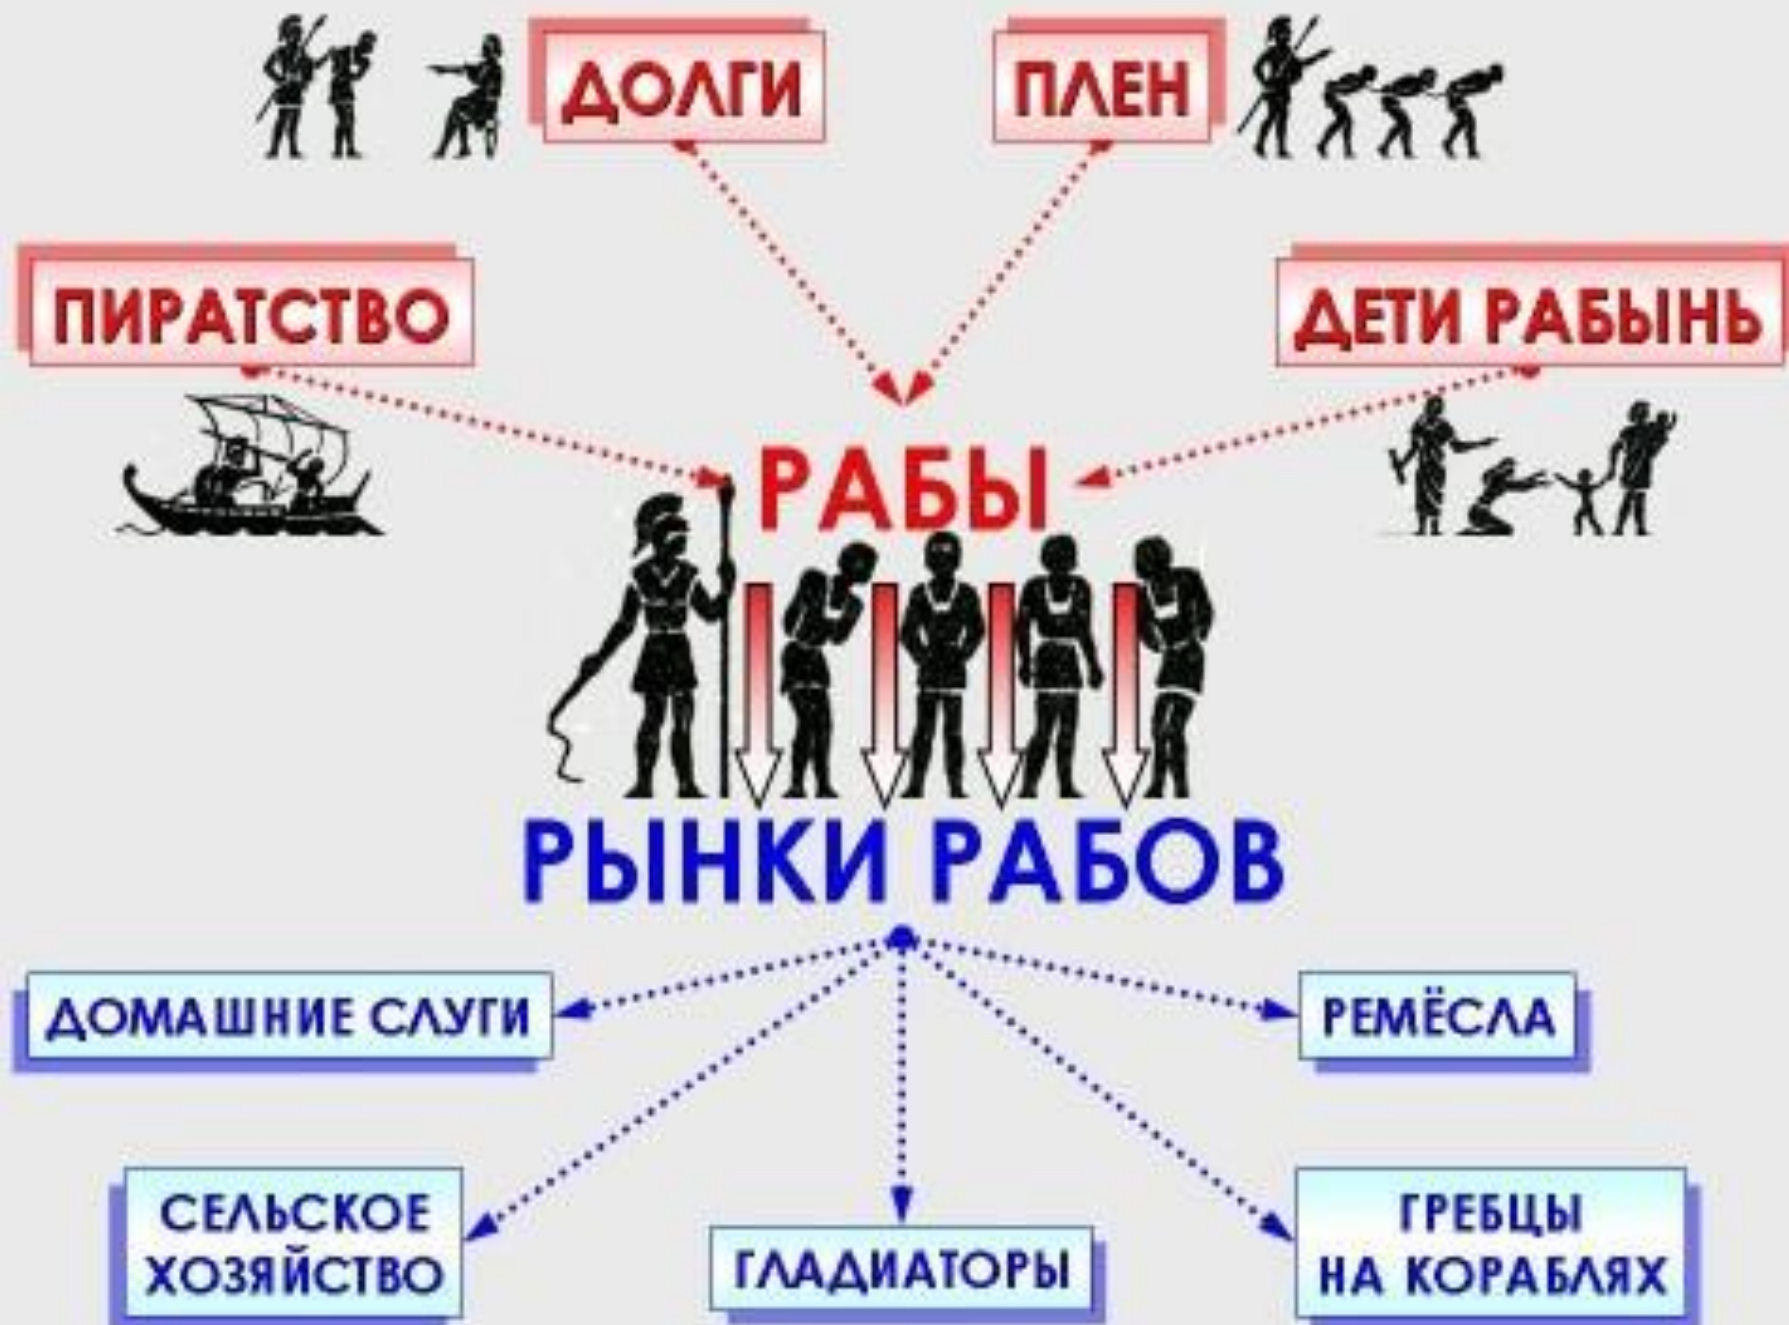 ДОЛГИ
ПЛЕН
ПИРАТСТВО
ДЕТИ РАБЫНЬ
РАБЫ
РЫНКИ РАБОВ
ДОМАШНИЕ СЛУГИ
РЕМЁСЛА
СЕЛЬСКОЕ
ХОЗЯЙСТВО
ГЛАДИАТОРЫ
ГРЕБЦЫ
НА КОРАБЛЯХ